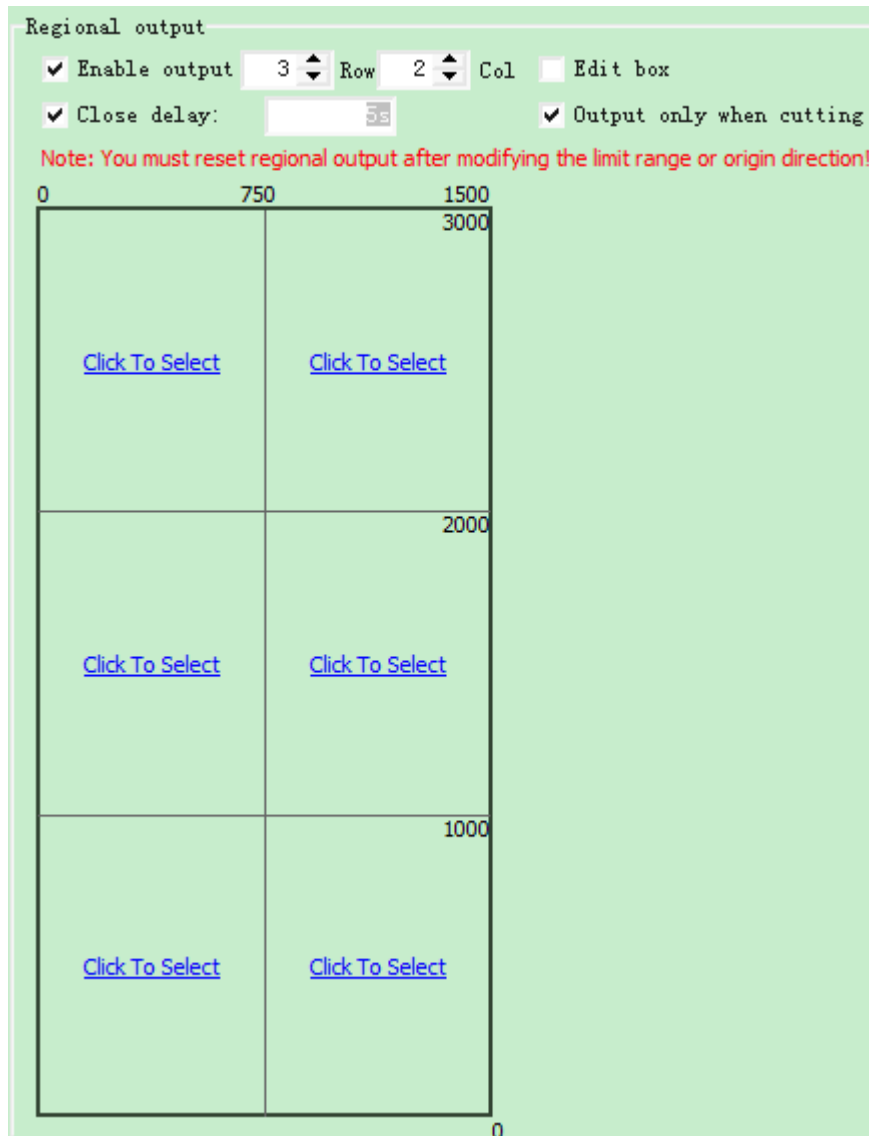 Regional output
Enable output 3 Row 2 Col Edit box
Close delay: 5s Output only when cutting
Note: You must reset regional output after modifying the limit range or origin direction!
0 750 1500
3000
Click To Select Click To Select
2000
Click To Select Click To Select
1000
Click To Select Click To Select
0